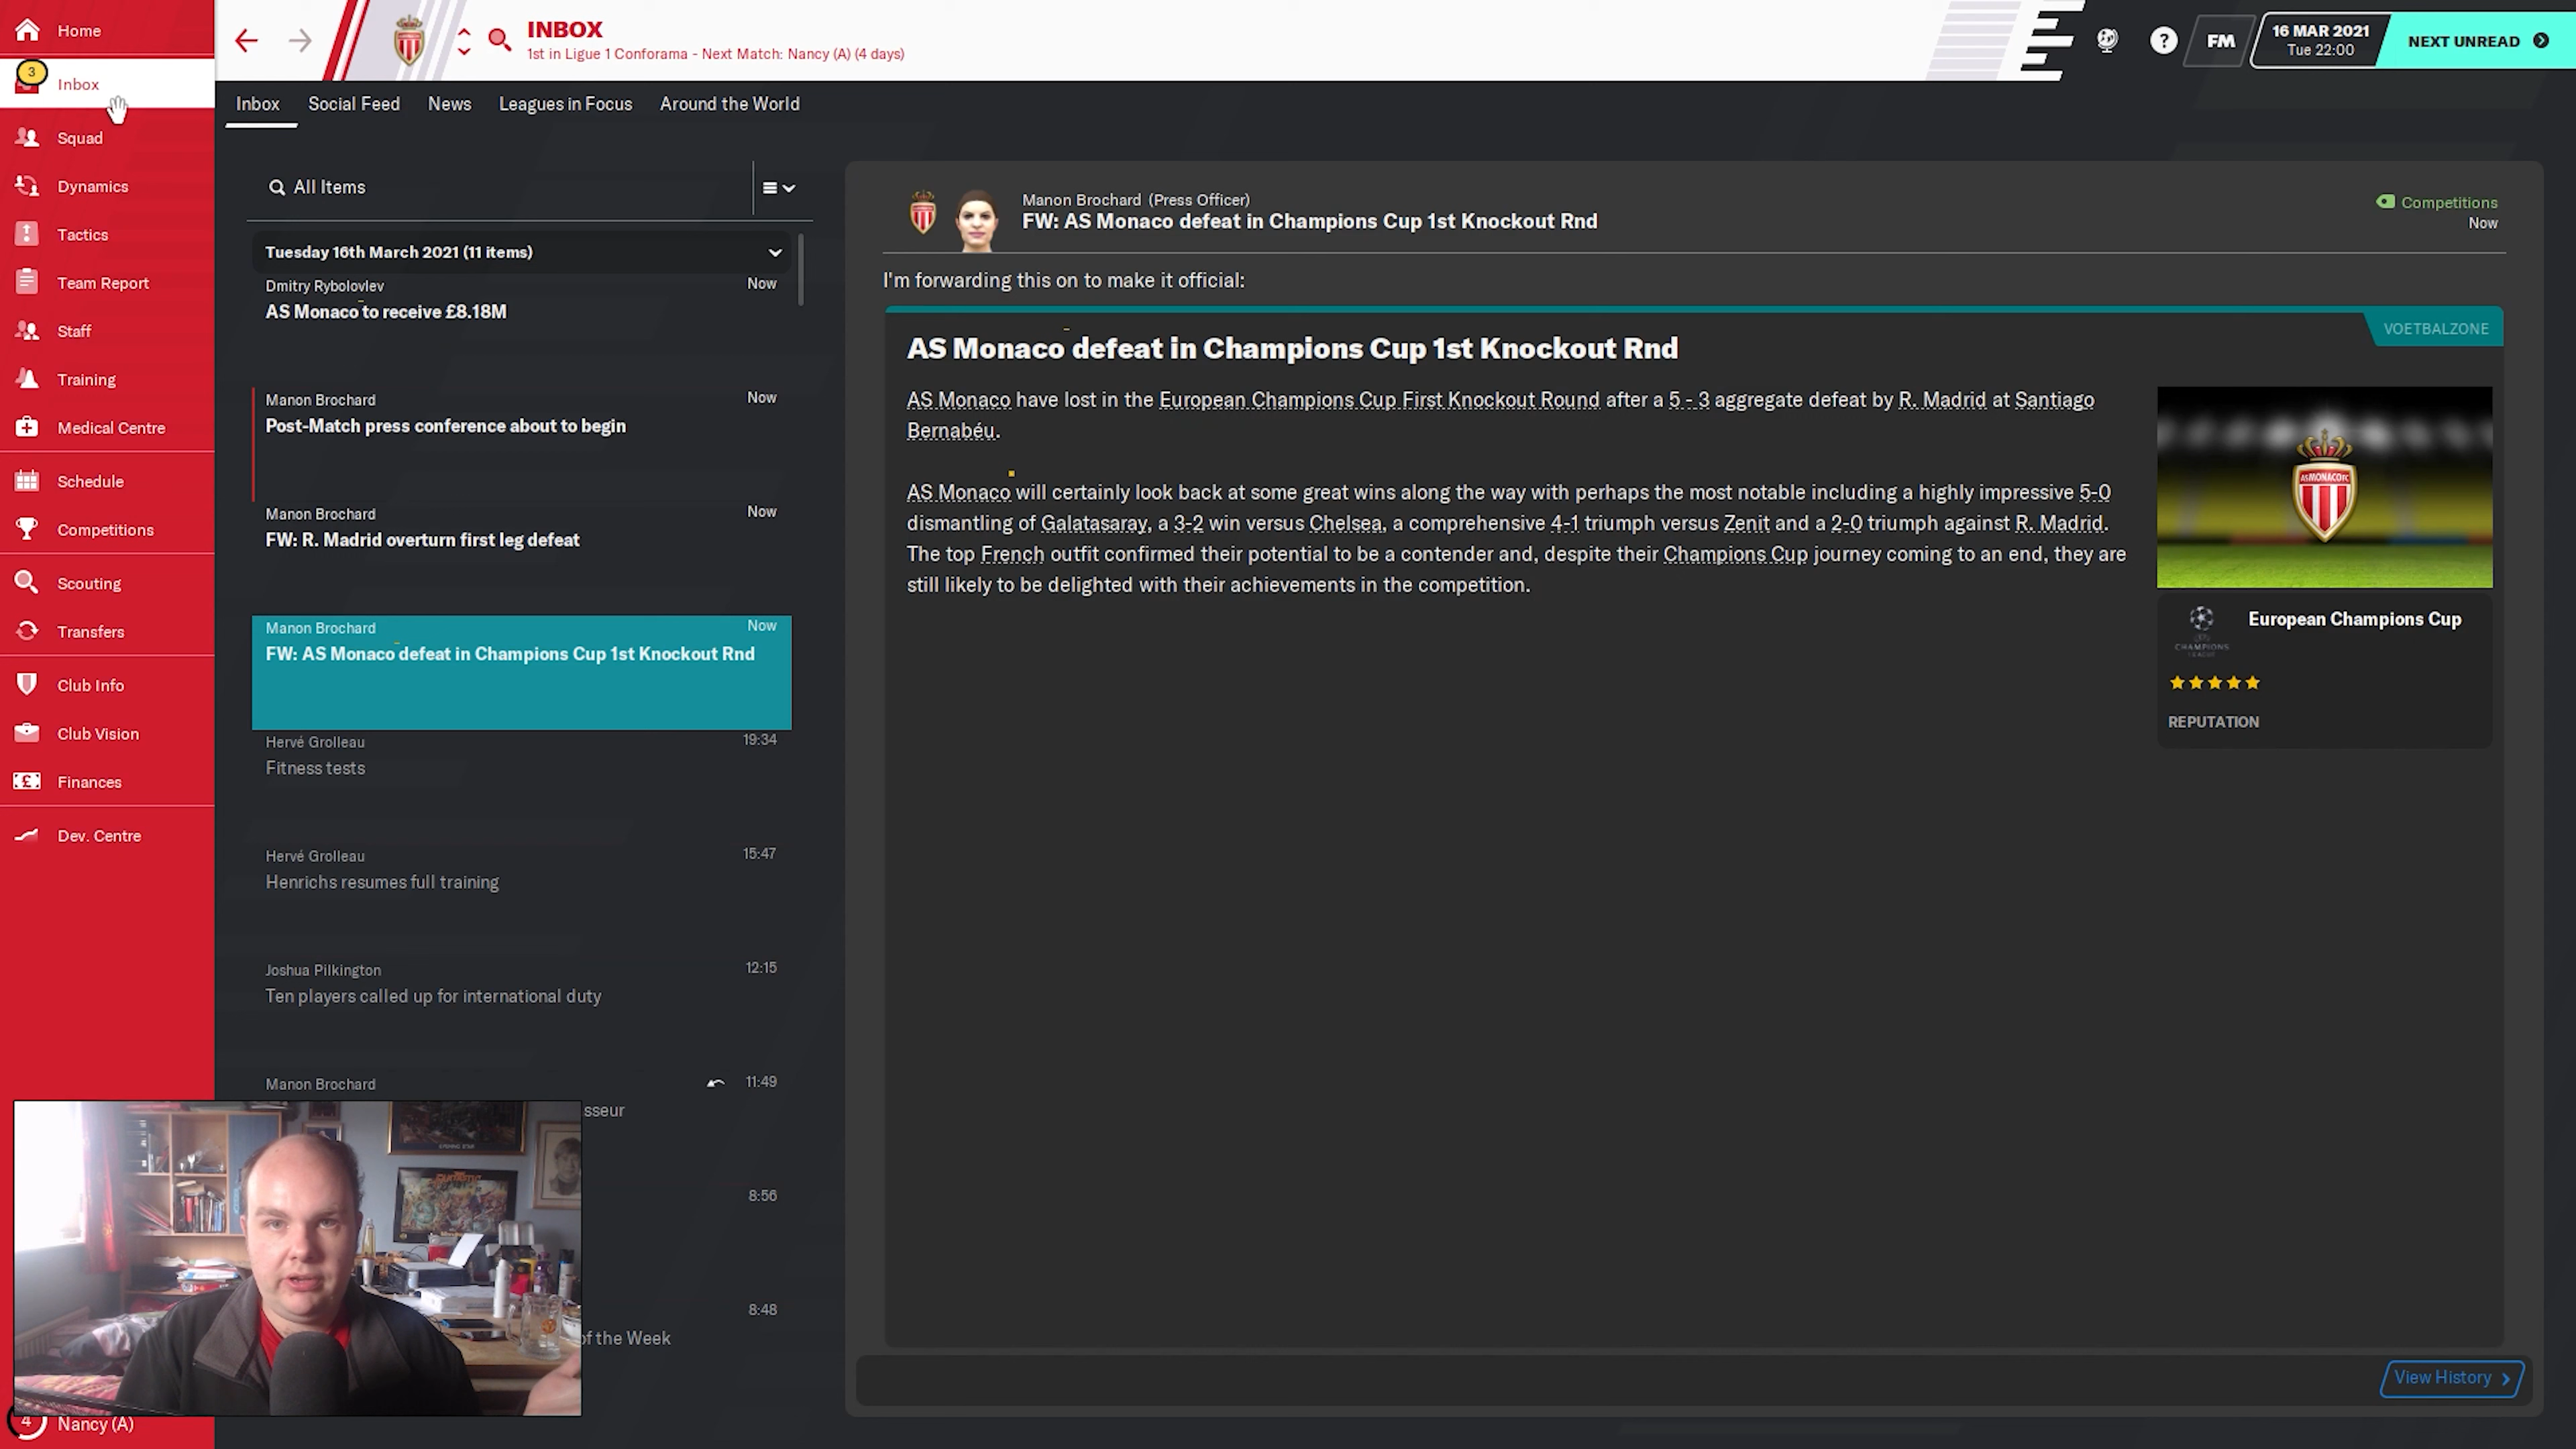 Home
3
Inbox
Squad
Dynamics
Tactics
Team Report
Staff
Training
Medical Centre
Schedule
Competitions
Scouting
Transfers
Club Info
Club Vision
Finances
Dev. Centre
4
Nancy (A)
INBOX
1st in Ligue 1 Conforama - Next Match: Nancy (A) (4 days)
?
FM
16 MAR 2021
Tue 22:00
NEXT UNREAD
Inbox Social Feed News Leagues in Focus Around the World
All Items
Tuesday 16th March 2021 (11 items)
Dmitry Rybolovlev Now
AS Monaco to receive £8.18M
Manon Brochard Now
Post-Match press conference about to begin
Manon Brochard Now
FW: R. Madrid overturn first leg defeat
Manon Brochard Now
FW: AS Monaco defeat in Champions Cup 1st Knockout Rnd
Hervé Grolleau 19:34
Fitness tests
Hervé Grolleau 15:47
Henrichs resumes full training
Joshua Pilkington 12:15
Ten players called up for international duty
Manon Brochard 11:49
sseur
8:56
8:48
of the Week
Manon Brochard (Press Officer)
FW: AS Monaco defeat in Champions Cup 1st Knockout Rnd
Competitions
Now
I'm forwarding this on to make it official:
VOETBALZONE
AS Monaco defeat in Champions Cup 1st Knockout Rnd
AS Monaco have lost in the European Champions Cup First Knockout Round after a 5 - 3 aggregate defeat by R. Madrid at Santiago
Bernabéu.
AS Monaco will certainly look back at some great wins along the way with perhaps the most notable including a highly impressive 5-0
dismantling of Galatasaray, a 3-2 win versus Chelsea, a comprehensive 4-1 triumph versus Zenit and a 2-0 triumph against R. Madrid.
The top French outfit confirmed their potential to be a contender and, despite their Champions Cup journey coming to an end, they are
still likely to be delighted with their achievements in the competition.
AS MONACO FC
CHAMPIONS
LEAGUE
European Champions Cup
REPUTATION
View History